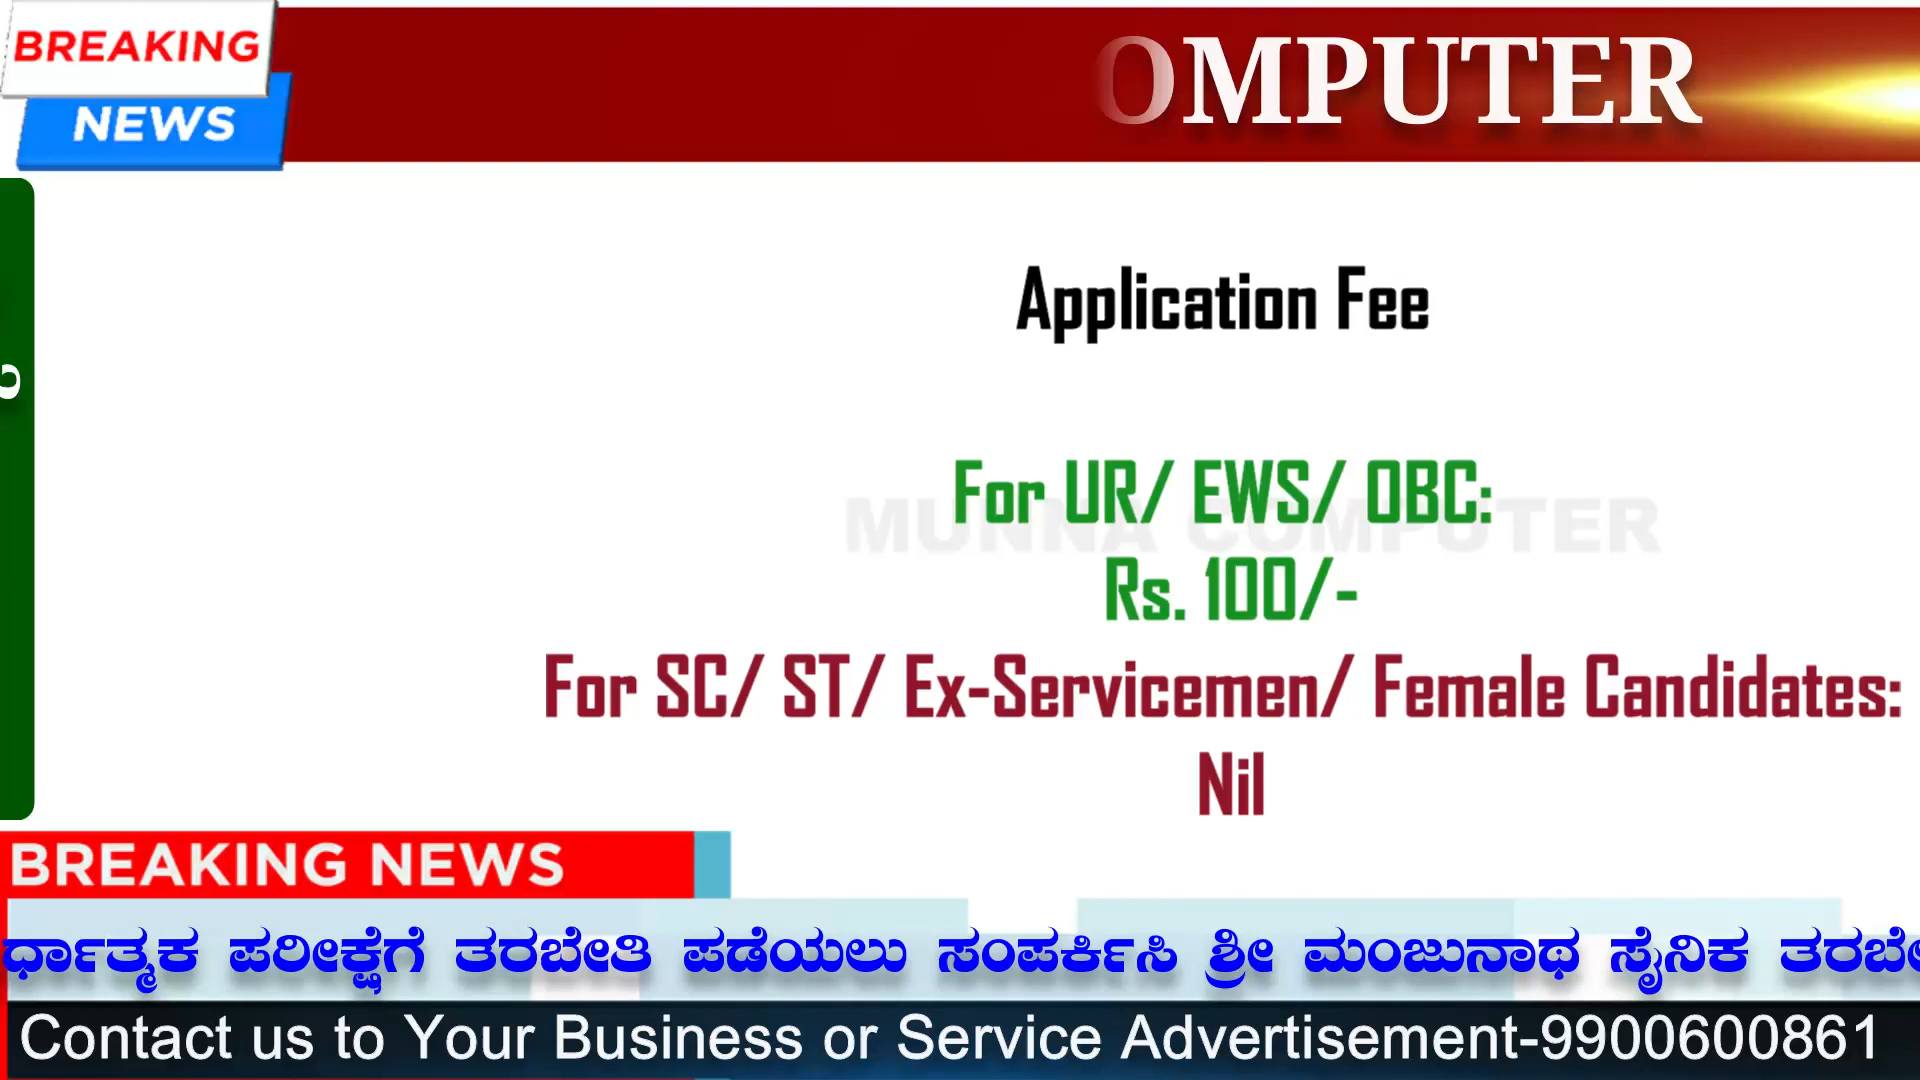 BREAKING
NEWS
OMPUTER
Application Fee
For UR/ EWS/ OBC:
MUNNA COMPUTER
Rs. 100/-
For SC/ ST/ Ex-Servicemen/ Female Candidates:
Nil
BREAKING NEWS
ರ್ಧಾತ್ಮಕ ಪರೀಕ್ಷೆಗೆ ತರಬೇತಿ ಪಡೆಯಲು ಸಂಪರ್ಕಿಸಿ ಶ್ರೀ ಮಂಜುನಾಥ ಸೈನಿಕ ತರಬೇ
Contact us to Your Business or Service Advertisement-9900600861